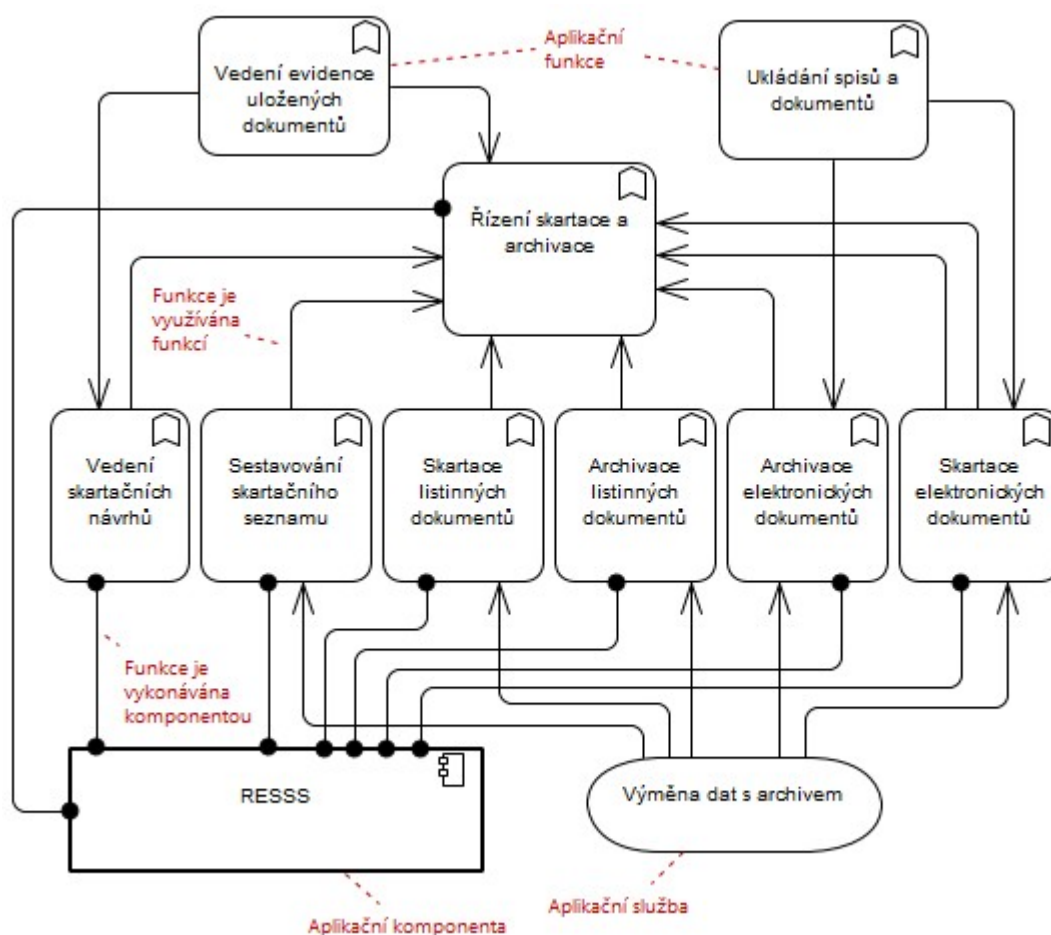 Aplikační
funkce
Vedení evidence
uložených
dokumentů
Ukládání spisů a
dokumentů
Řízení skartace a
archivace
Funkce je
využívána
funkcí
Vedení
skartačních
návrhů
Sestavování
skartačního
seznamu
Skartace
listinných
dokumentů
Archivace
listinných
dokumentů
Archivace
elektronických
dokumentů
Skartace
elektronických
dokumentů
Funkce je
vykonávána
komponentou
RESSS
Výměna dat s archivem
Aplikační komponenta
Aplikační služba